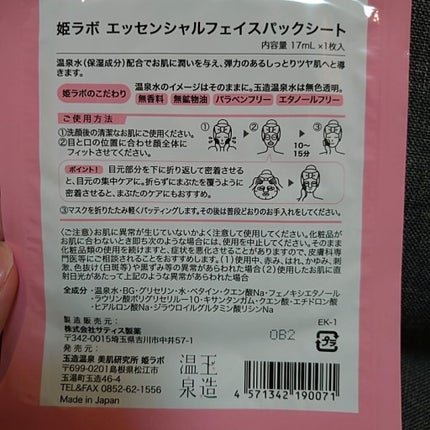 姫ラボ エッセンシャルフェイスパックシート
内容量 17mL ×1枚入
温泉水(保湿成分)配合でお肌に潤いを与え、弾力のあるしっとりツヤ肌へと導
きます。
姫ラボのこだわり
温泉水のイメージはそのままに。玉造温泉水は無色透明。
無香料 無鉱物油 パラベンフリー エタノールフリー
ご使用方法
①洗顔後の清潔なお肌にご使用ください。
②目と口の位置に合わせ顔全体に
フィットさせてください。
① ② ③
10〜
15分
ポイント1 目元部分を下に折り返して密着させる
と、目元の集中ケアに。折らずにまぶたを覆うように
密着させると、まぶたのケアにもおすすめ。
③マスクを折りたたみ軽くパッティングします。その後は普段どおりのお手入れをしてください。
〈ご注意〉お肌に異常が生じていないかよく注意して使用してください。化粧品が
お肌に合わないとき即ち次のような場合には、使用を中止してください。そのまま
化粧品類の使用を続けますと、症状を悪化させることがありますので、皮膚科専
門医等にご相談されることをおすすめします。(1)使用中、赤み、はれ、かゆみ、刺
激、色抜け(白斑等)や黒ずみ等の異常があらわれた場合(2)使用したお肌に直
射日光があたって上記のような異常があらわれた場合
全成分・温泉水・BG・グリセリン・水・ベタイン・クエン酸Na・フェノキシエタノール
・ラウリン酸ポリグリセリル-10・キサンタンガム・クエン酸・エチドロン酸
・ヒアルロン酸Na・ジラウロイルグルタミン酸リシンNa
製造販売元:
株式会社サティス製薬
〒342-0015埼玉県吉川市中井57-1
発売元:
玉造温泉 美肌研究所 姫ラボ
〒699-0201島根県松江市
玉湯町玉造46-4
TEL&FAX 0852-62-1556
Made in Japan
玉造
温泉
0B2
EK-1
プラ
4 571342 190071